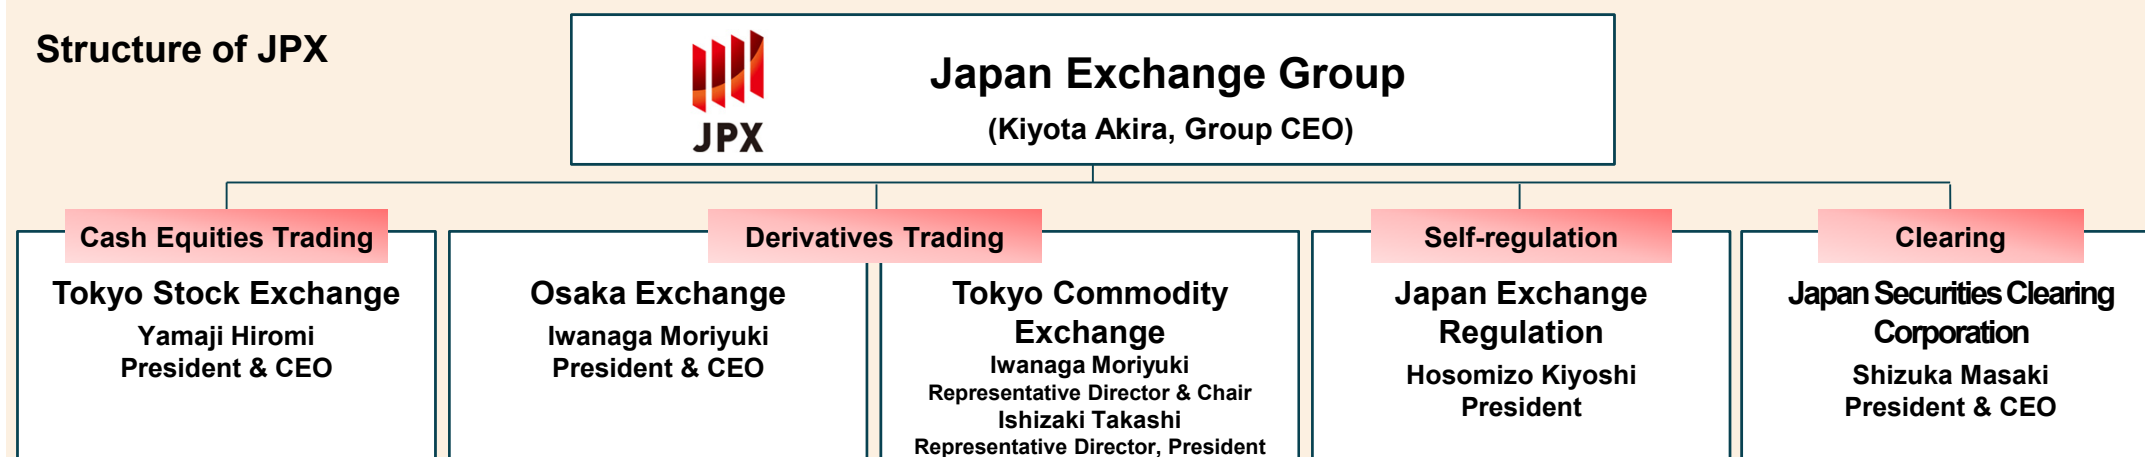 Structure of JPX
JPX
Japan Exchange Group
(Kiyota Akira, Group CEO)
Cash Equities Trading
Tokyo Stock Exchange
Yamaji Hiromi
President & CEO
Derivatives Trading
Osaka Exchange
Iwanaga Moriyuki
President & CEO
Tokyo Commodity
Exchange
Iwanaga Moriyuki
Representative Director & Chair
Ishizaki Takashi
Representative Director, President
Self-regulation
Japan Exchange
Regulation
Hosomizo Kiyoshi
President
Clearing
Japan Securities Clearing
Corporation
Shizuka Masaki
President & CEO